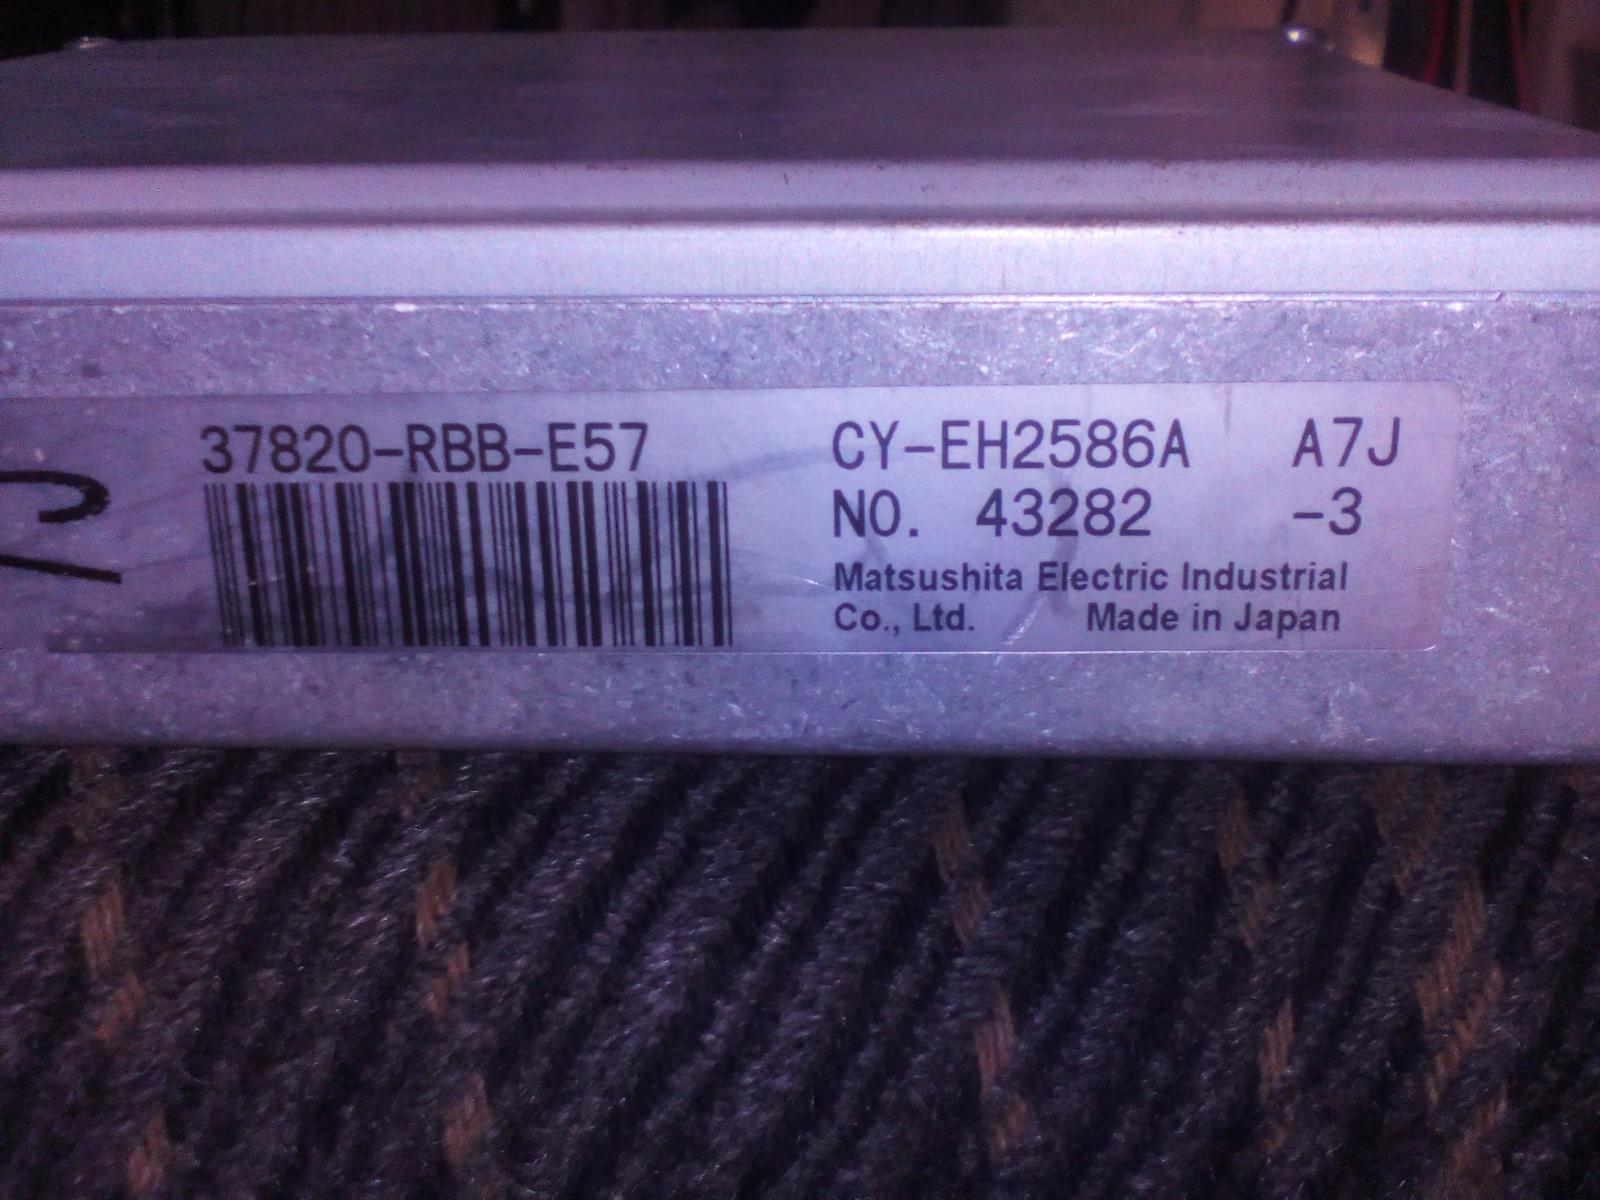 37820-RBB-E57
CY-EH2586A A7J
NO. 43282 -3
Matsushita Electric Industrial
Co., Ltd. Made in Japan